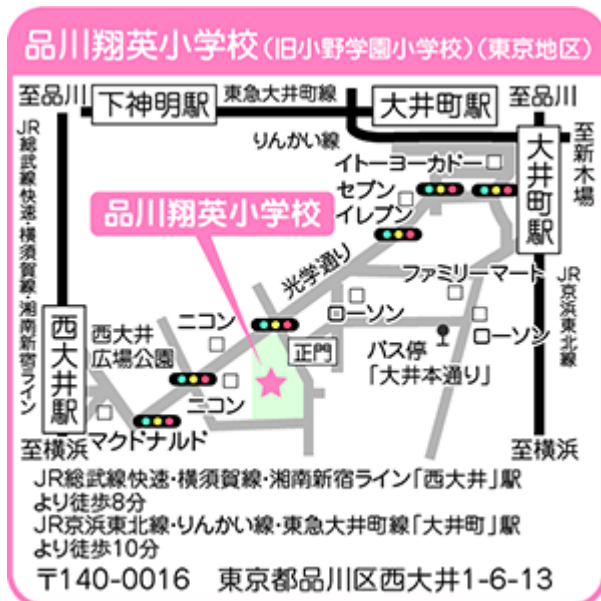 品川翔英小学校(旧小野学園小学校)(東京地区)
至品川
下神明駅
東急大井町線
大井町駅
至品川
りんかい線
至新木場
JR総武線快速・横須賀線・湘南新宿ライン
イトーヨーカドー
大井町駅
セブン
イレブン
品川翔英小学校
光学通り
ファミリーマート
JR京浜東北線
西大井駅
西大井
広場公園
ニコン
ローソン
正門
ローソン
バス停
「大井本通り」
ニコン
マクドナルド
至横浜
至横浜
JR総武線快速・横須賀線・湘南新宿ライン「西大井」駅
より徒歩8分
JR京浜東北線・りんかい線・東急大井町線「大井町」駅
より徒歩10分
〒140-0016 東京都品川区西大井1-6-13